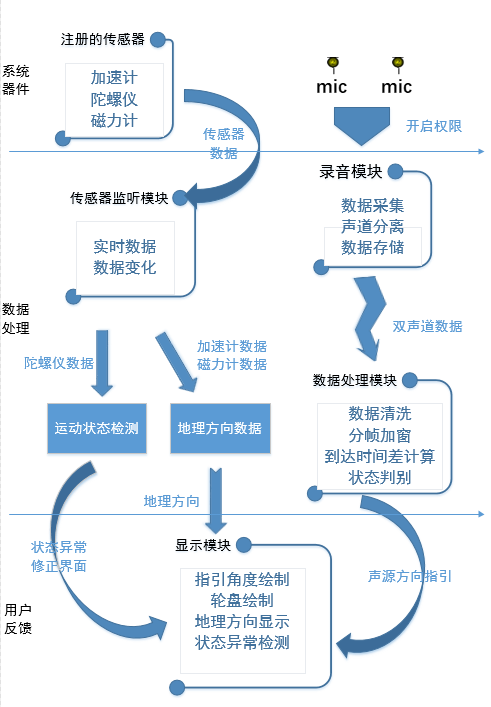 注册的传感器
系统
器件
加速计
陀螺仪
磁力计
mic
mic
开启权限
传感器
数据
传感器监听模块
实时数据
数据变化
录音模块
数据采集
声道分离
数据存储
数据
处理
双声道数据
陀螺仪数据
加速计数据
磁力计数据
运动状态检测
地理方向数据
数据处理模块
数据清洗
分帧加窗
到达时间差计算
状态判别
地理方向
状态异常
修正界面
显示模块
声源方向指引
用户
反馈
指引角度绘制
轮盘绘制
地理方向显示
状态异常检测